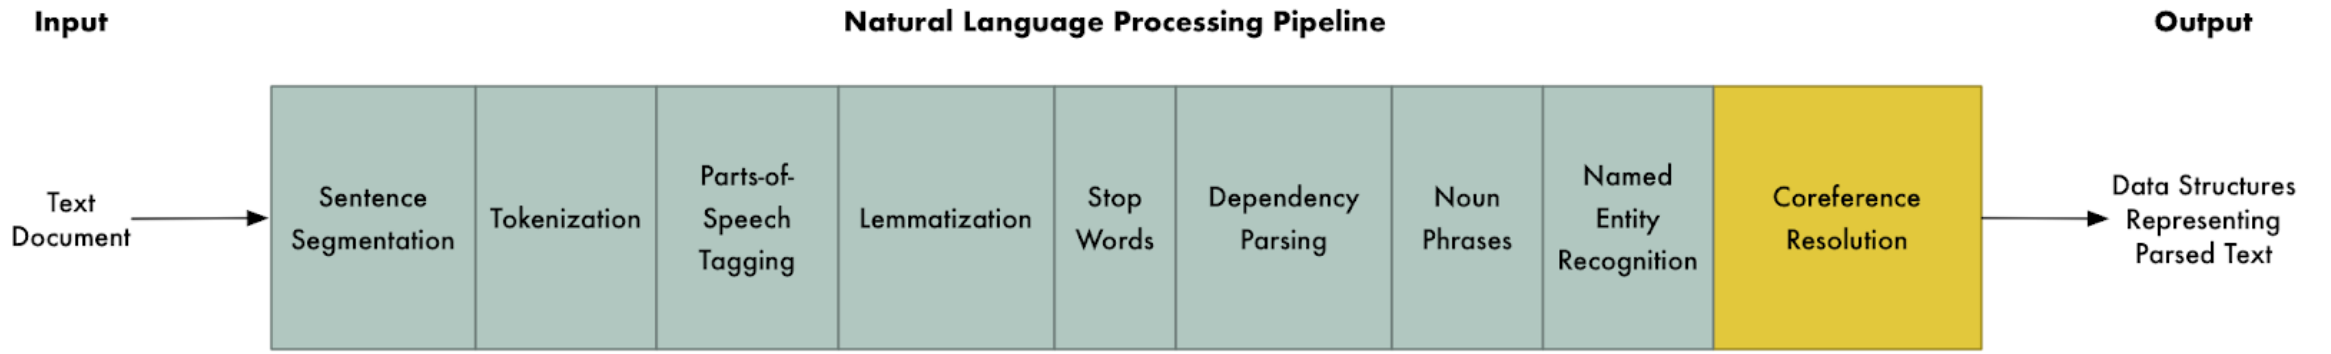 Input
Natural Language Processing Pipeline
Output
Text
Document
Sentence
Segmentation
Tokenization
Parts-of-
Speech
Tagging
Lemmatization
Stop
Words
Dependency
Parsing
Noun
Phrases
Named
Entity
Recognition
Coreference
Resolution
Data Structures
Representing
Parsed Text